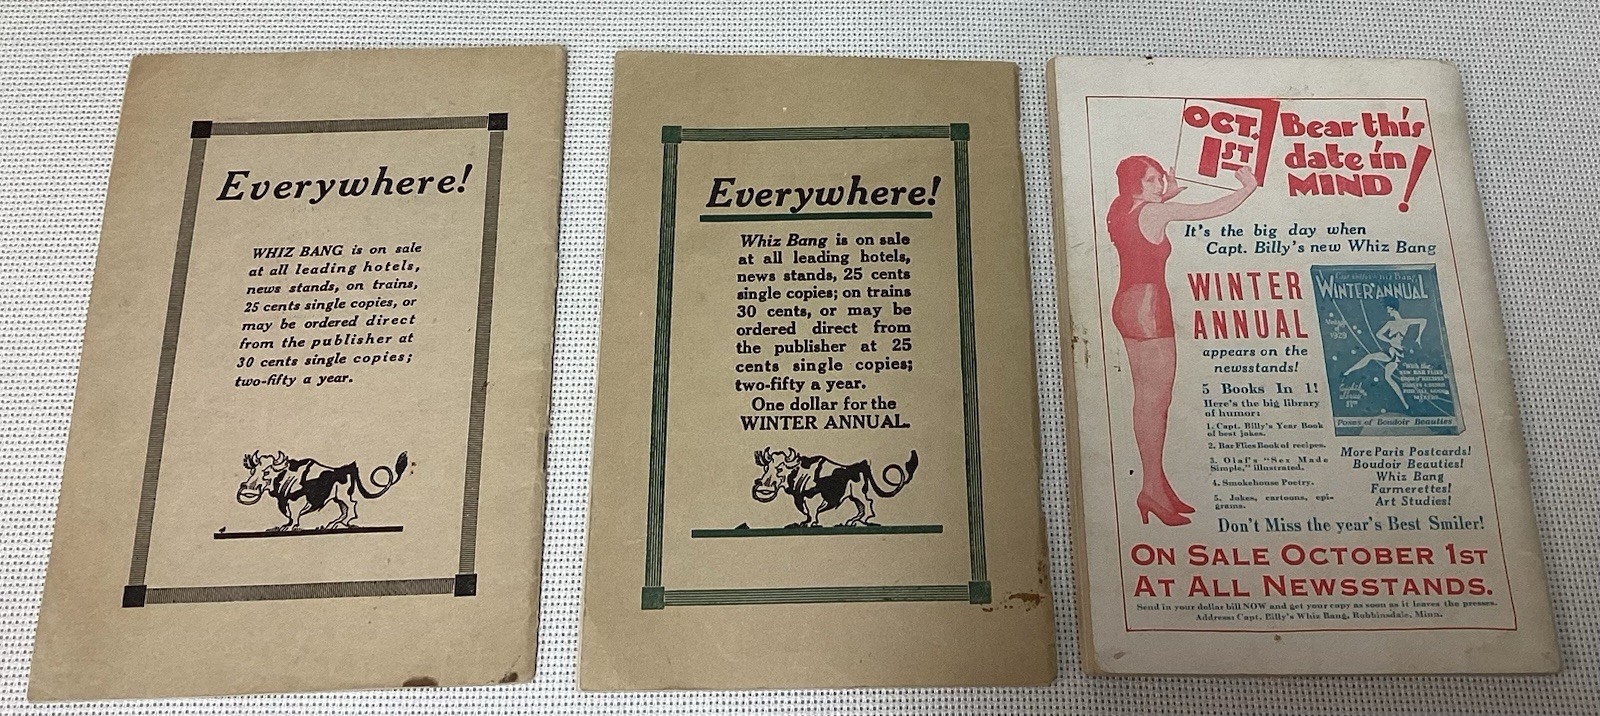 Everywhere!
WHIZ BANG is on sale
at all leading hotels,
news stands, on trains,
25 cents single copies, or
may be ordered direct
from the publisher at
30 cents single copies;
two-fifty a year.
Everywhere!
Whiz Bang is on sale
at all leading hotels,
news stands, 25 cents
single copies; on trains
30 cents, or may be
ordered direct from
the publisher at 25
cents single copies;
two-fifty a year.
One dollar for the
WINTER ANNUAL.
OCT.
1ST
Bear this
date in
MIND!
It's the big day when
Capt. Billy's new Whiz Bang
WINTER
ANNUAL
appears on the
newsstands!
5 Books In 1!
Here's the big library
of humor:
1. Capt. Billy's Year Book
of best jokes.
2. Bar Flies Book of recipes.
3. Olaf's "Sex Made
Simple," illustrated.
4. Smokehouse Poetry.
5. Jokes, cartoons, epi-
grams.
Capt. Billy's Whiz Bang
WINTER ANNUAL
1929
Poses of Boudoir Beauties
More Paris Postcards!
Boudoir Beauties!
Whiz Bang
Farmerettes!
Art Studies!
Don't Miss the year's Best Smiler!
ON SALE OCTOBER 1ST
AT ALL NEWSSTANDS.
Send in your dollar bill NOW and get your copy as soon as it leaves the presses.
Address: Capt. Billy's Whiz Bang, Robbinsdale, Minn.